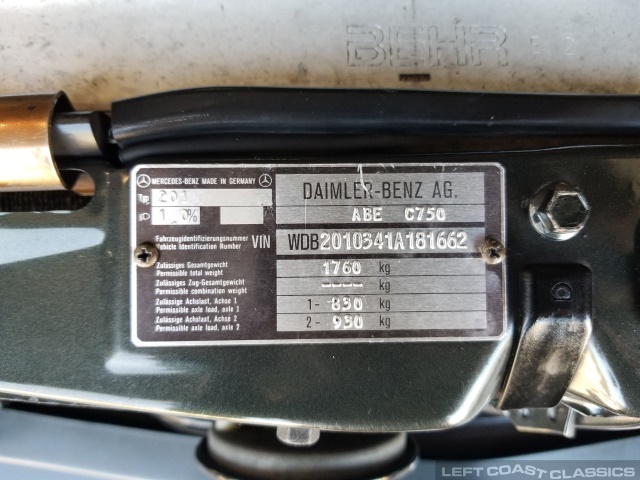 BEHR
MERCEDES-BENZ MADE IN GERMANY
Typ 201
DAIMLER-BENZ AG.
ABE C750
Fahrzeugidentifizierungsnummer
Vehicle Identification Number
VIN
WDB2010341A181662
Zulässiges Gesamtgewicht
Permissible total weight
1760 kg
Zulässiges Zug-Gesamtgewicht
Permissible combination weight
---- kg
Zulässige Achslast, Achse 1
Permissible axle load, axle 1
1- 830 kg
Zulässige Achslast, Achse 2
Permissible axle load, axle 2
2- 930 kg
LEFT COAST CLASSICS